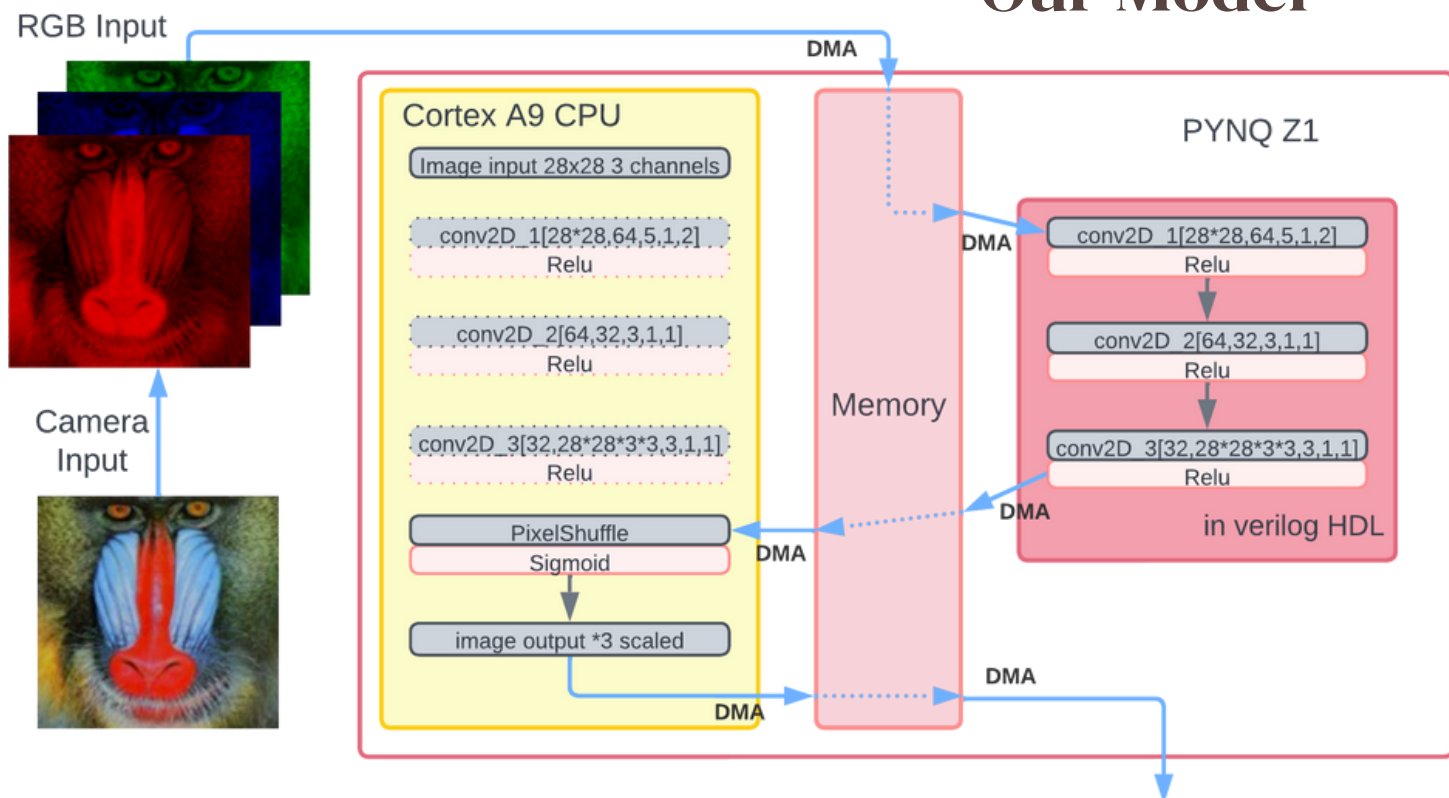 Our Model
RGB Input
DMA
Cortex A9 CPU
PYNQ Z1
Image input 28x28 3 channels
conv2D_1[28*28,64,5,1,2]
Relu
conv2D_2[64,32,3,1,1]
Relu
conv2D_3[32,28*28*3*3,3,1,1]
Relu
PixelShuffle
Sigmoid
image output *3 scaled
DMA
Memory
DMA
conv2D_1[28*28,64,5,1,2]
Relu
conv2D_2[64,32,3,1,1]
Relu
conv2D_3[32,28*28*3*3,3,1,1]
Relu
in verilog HDL
DMA
DMA
DMA
Camera
Input